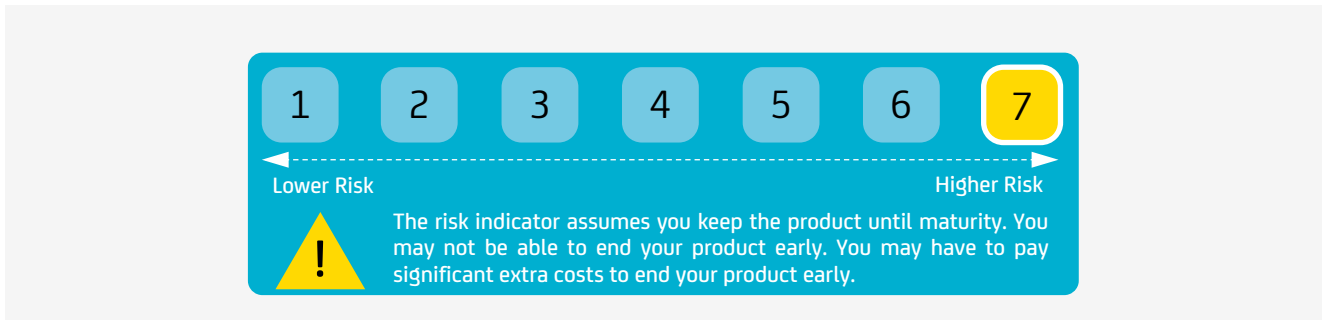 1 2 3 4 5 6 7
Lower Risk Higher Risk
The risk indicator assumes you keep the product until maturity. You
may not be able to end your product early. You may have to pay
significant extra costs to end your product early.
!